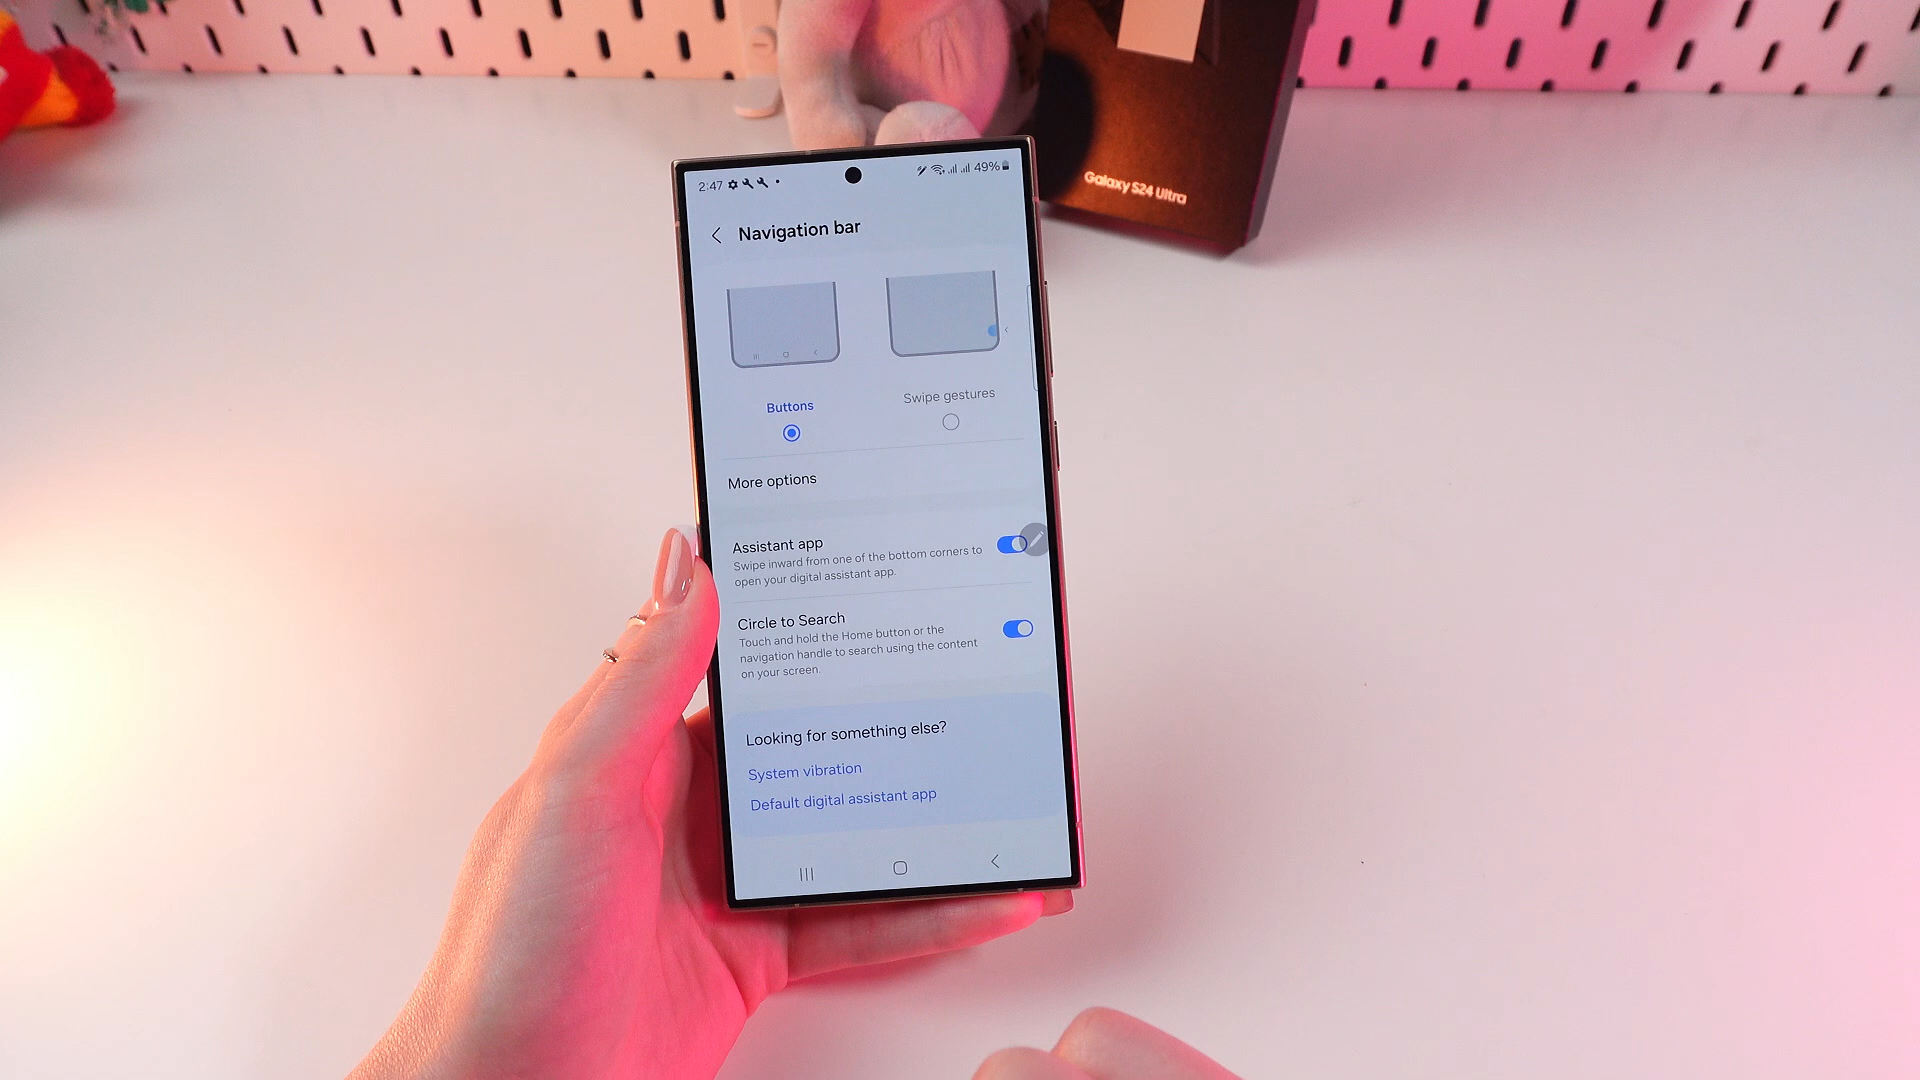 Galaxy S24 Ultra
2:47 49%
Navigation bar
Buttons
Swipe gestures
More options
Assistant app
Swipe inward from one of the bottom corners to
open your digital assistant app.
Circle to Search
Touch and hold the Home button or the
navigation handle to search using the content
on your screen.
Looking for something else?
System vibration
Default digital assistant app